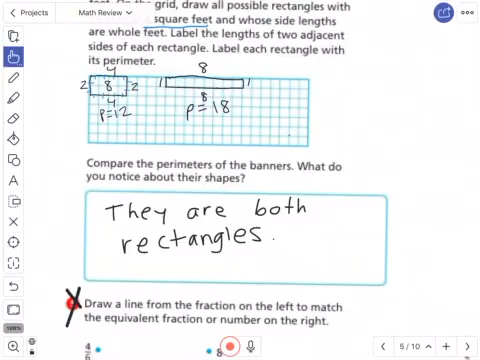 Projects
Math Review
feet. On the grid, draw all possible rectangles with
square feet and whose side lengths
are whole feet. Label the lengths of two adjacent
sides of each rectangle. Label each rectangle with
its perimeter.
4
8
2 8 2
1 1
4
8
p=12
p=18
Compare the perimeters of the banners. What do
you notice about their shapes?
They are both
rectangles.
Draw a line from the fraction on the left to match
the equivalent fraction or number on the right.
100%
5 / 10
4
8